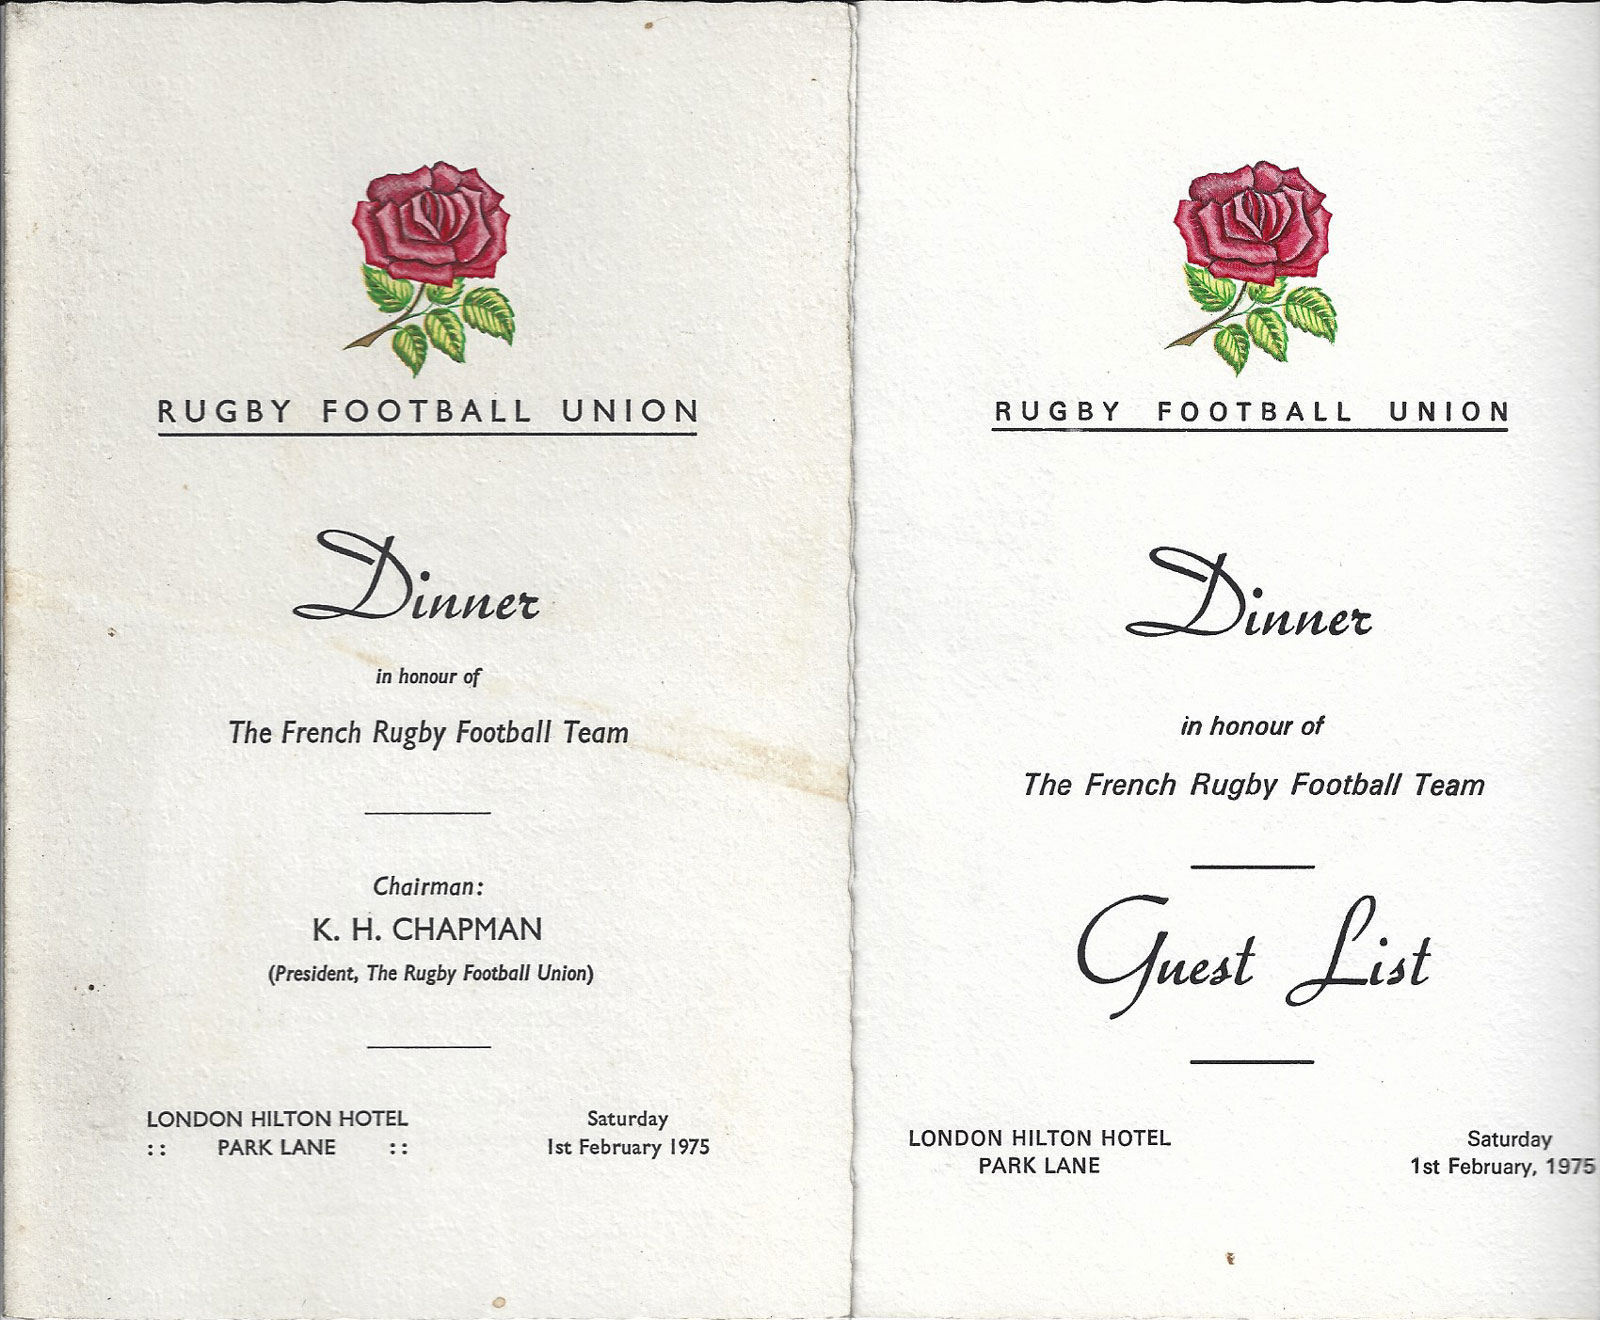 RUGBY FOOTBALL UNION
Dinner
in honour of
The French Rugby Football Team
Chairman:
K. H. CHAPMAN
(President, The Rugby Football Union)
LONDON HILTON HOTEL
:: PARK LANE ::
Saturday
1st February 1975
RUGBY FOOTBALL UNION
Dinner
in honour of
The French Rugby Football Team
Guest List
LONDON HILTON HOTEL
PARK LANE
Saturday
1st February, 1975